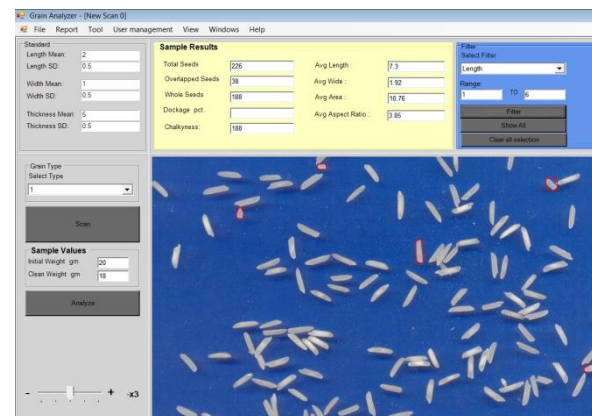 Grain Analyzer - [New Scan 0]
File Report Tool User management View Windows Help
Standard
Length Mean: 2
Length SD: 0.5
Width Mean: 1
Width SD: 0.5
Thickness Mean: 5
Thickness SD: 0.5
Sample Results
Total Seeds 226
Overlapped Seeds 38
Whole Seeds 188
Dockage pct.
Chalkyness: 188
Avg Length : 7.3
Avg Wide : 1.92
Avg Area : 10.76
Avg Aspect Ratio : 3.85
Filter
Select Filter
Length
Range:
1 TO 6
Filter
Show All
Clear all selection
Grain Type
Select Type
1
Scan
Sample Values
Initial Weight gm 20
Clean Weight gm 18
Analyze
- + -x3